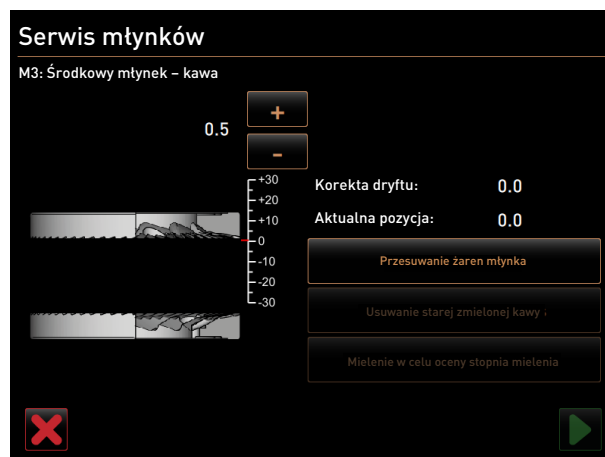 Serwis młynków
M3: Środkowy młynek – kawa
+
0.5
-
+30
+20
+10
0
-10
-20
-30
Korekta dryftu: 0.0
Aktualna pozycja: 0.0
Przesuwanie żaren młynka
Usuwanie starej zmielonej kawy
Mielenie w celu oceny stopnia mielenia